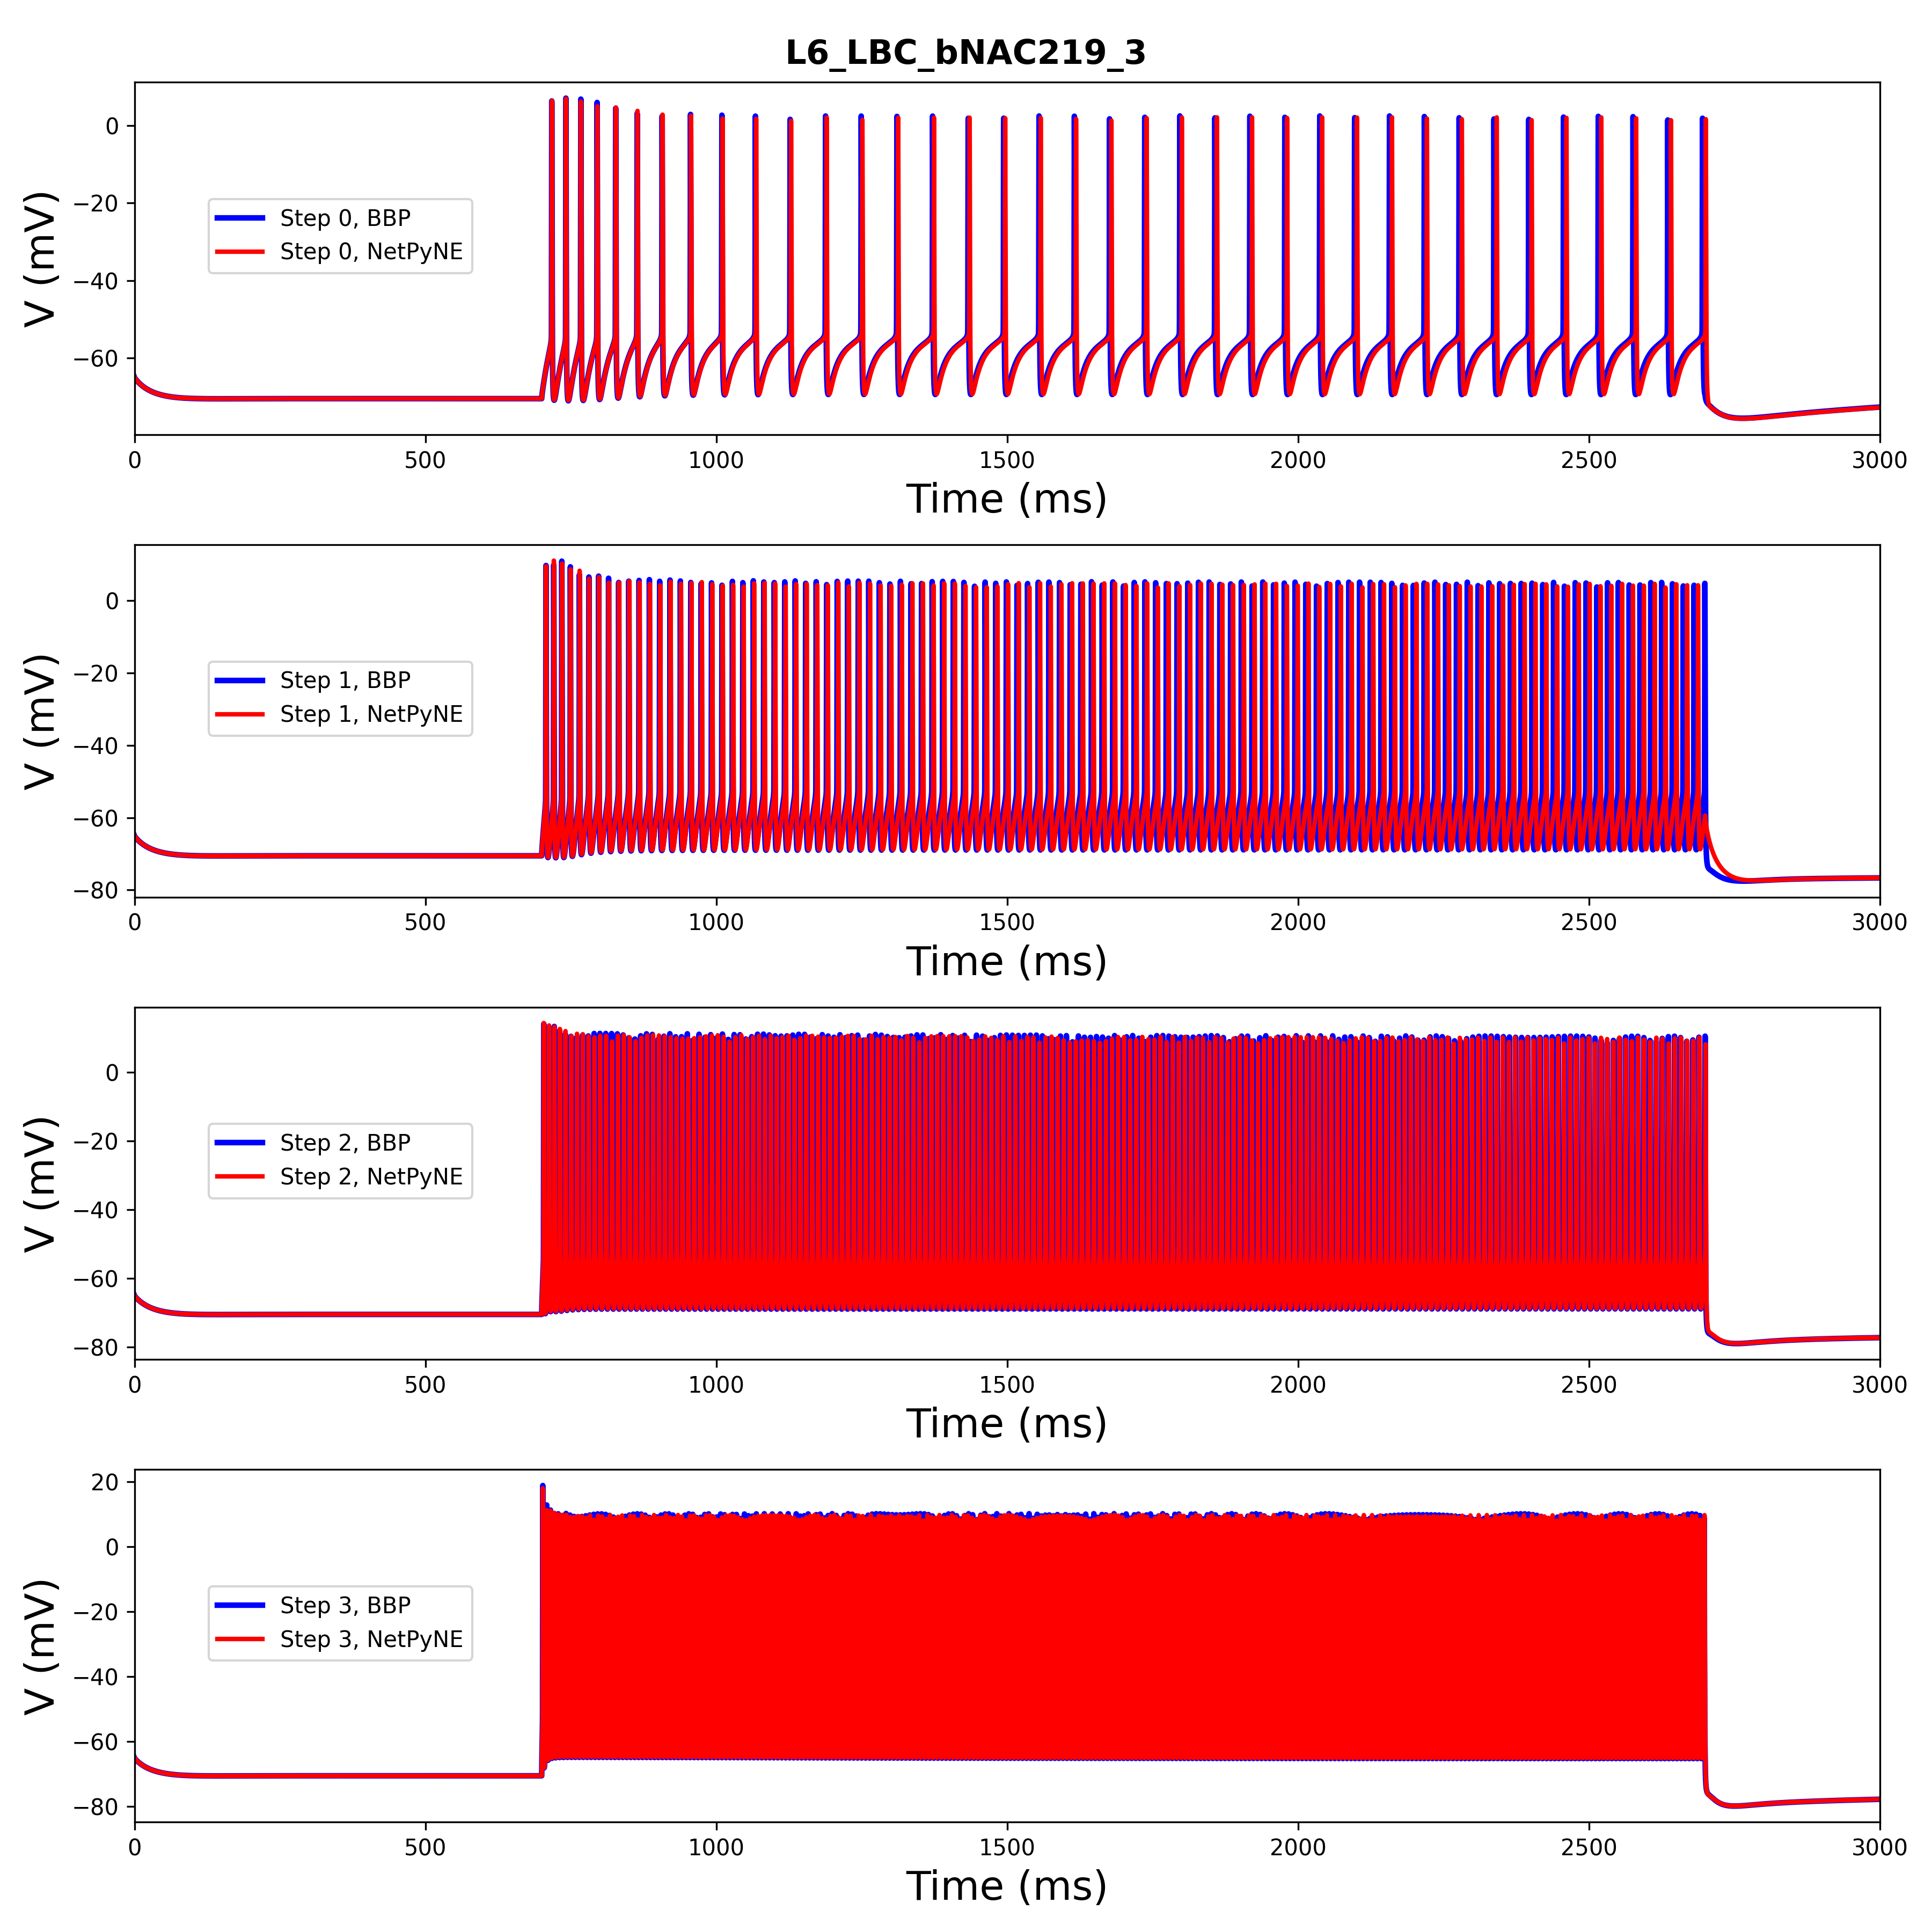 L6_LBC_bNAC219_3
0
−20
−40
−60
V (mV)
Step 0, BBP
Step 0, NetPyNE
0 500 1000 1500 2000 2500 3000
Time (ms)
0
−20
−40
−60
−80
V (mV)
Step 1, BBP
Step 1, NetPyNE
0 500 1000 1500 2000 2500 3000
Time (ms)
0
−20
−40
−60
−80
V (mV)
Step 2, BBP
Step 2, NetPyNE
0 500 1000 1500 2000 2500 3000
Time (ms)
20
0
−20
−40
−60
−80
V (mV)
Step 3, BBP
Step 3, NetPyNE
0 500 1000 1500 2000 2500 3000
Time (ms)